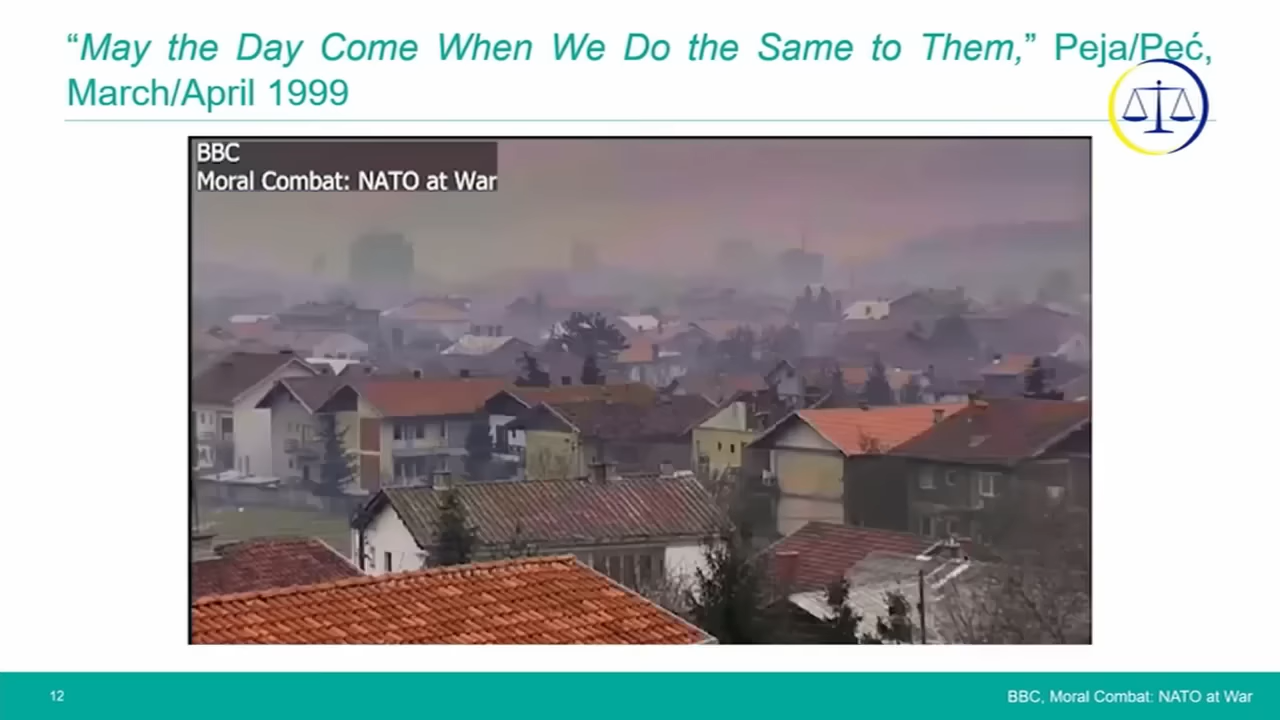 “May the Day Come When We Do the Same to Them,” Peja/Peć,
March/April 1999
BBC
Moral Combat: NATO at War
12
BBC, Moral Combat: NATO at War